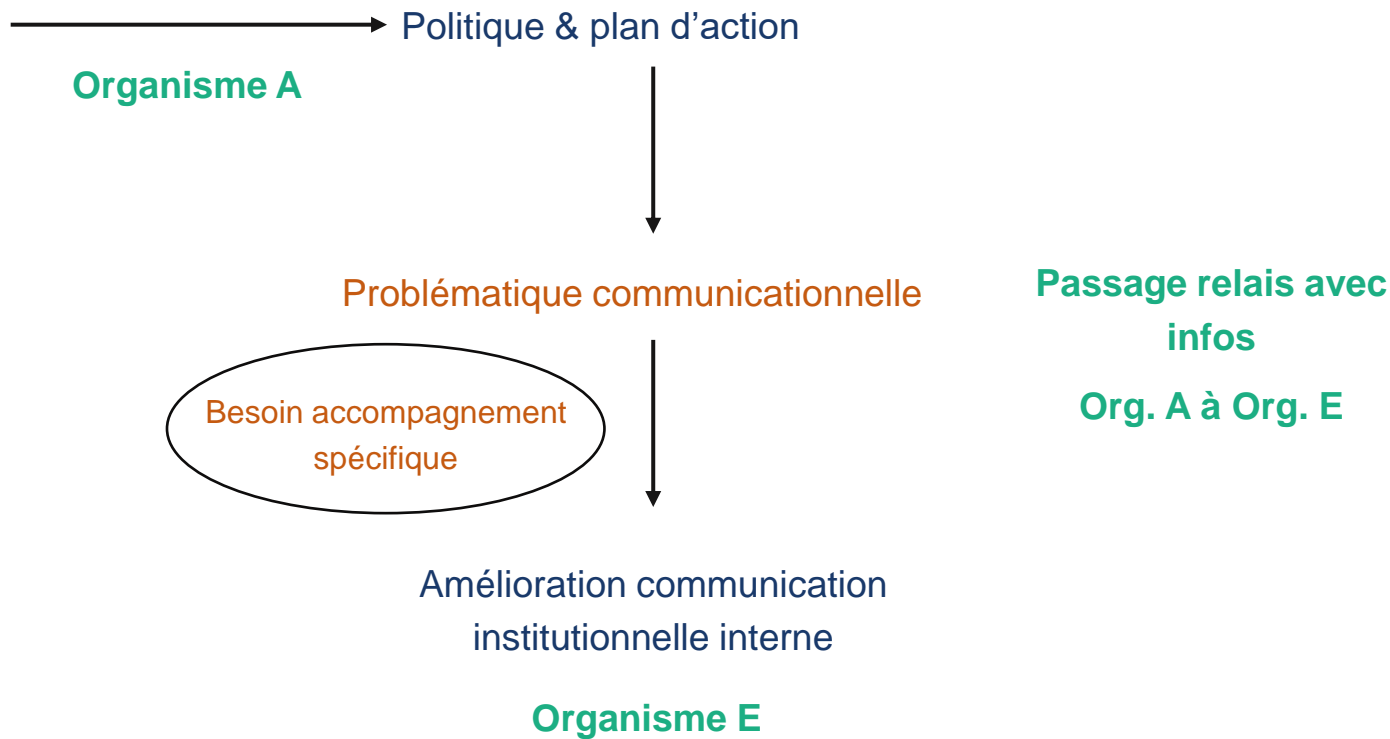 Politique & plan d’action
Organisme A
Problématique communicationnelle
Passage relais avec
infos
Org. A à Org. E
Besoin accompagnement
spécifique
Amélioration communication
institutionnelle interne
Organisme E